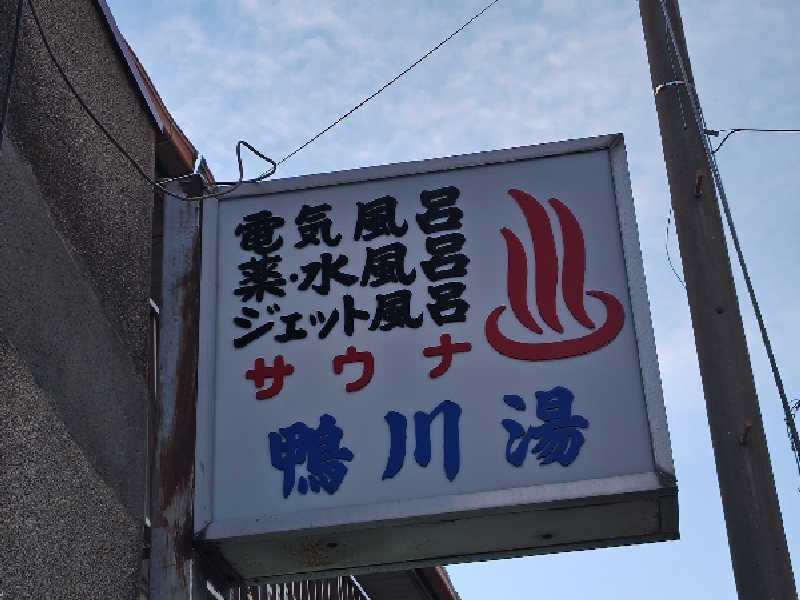 電気風呂
薬・水風呂
ジェット風呂
サウナ
鴨川湯